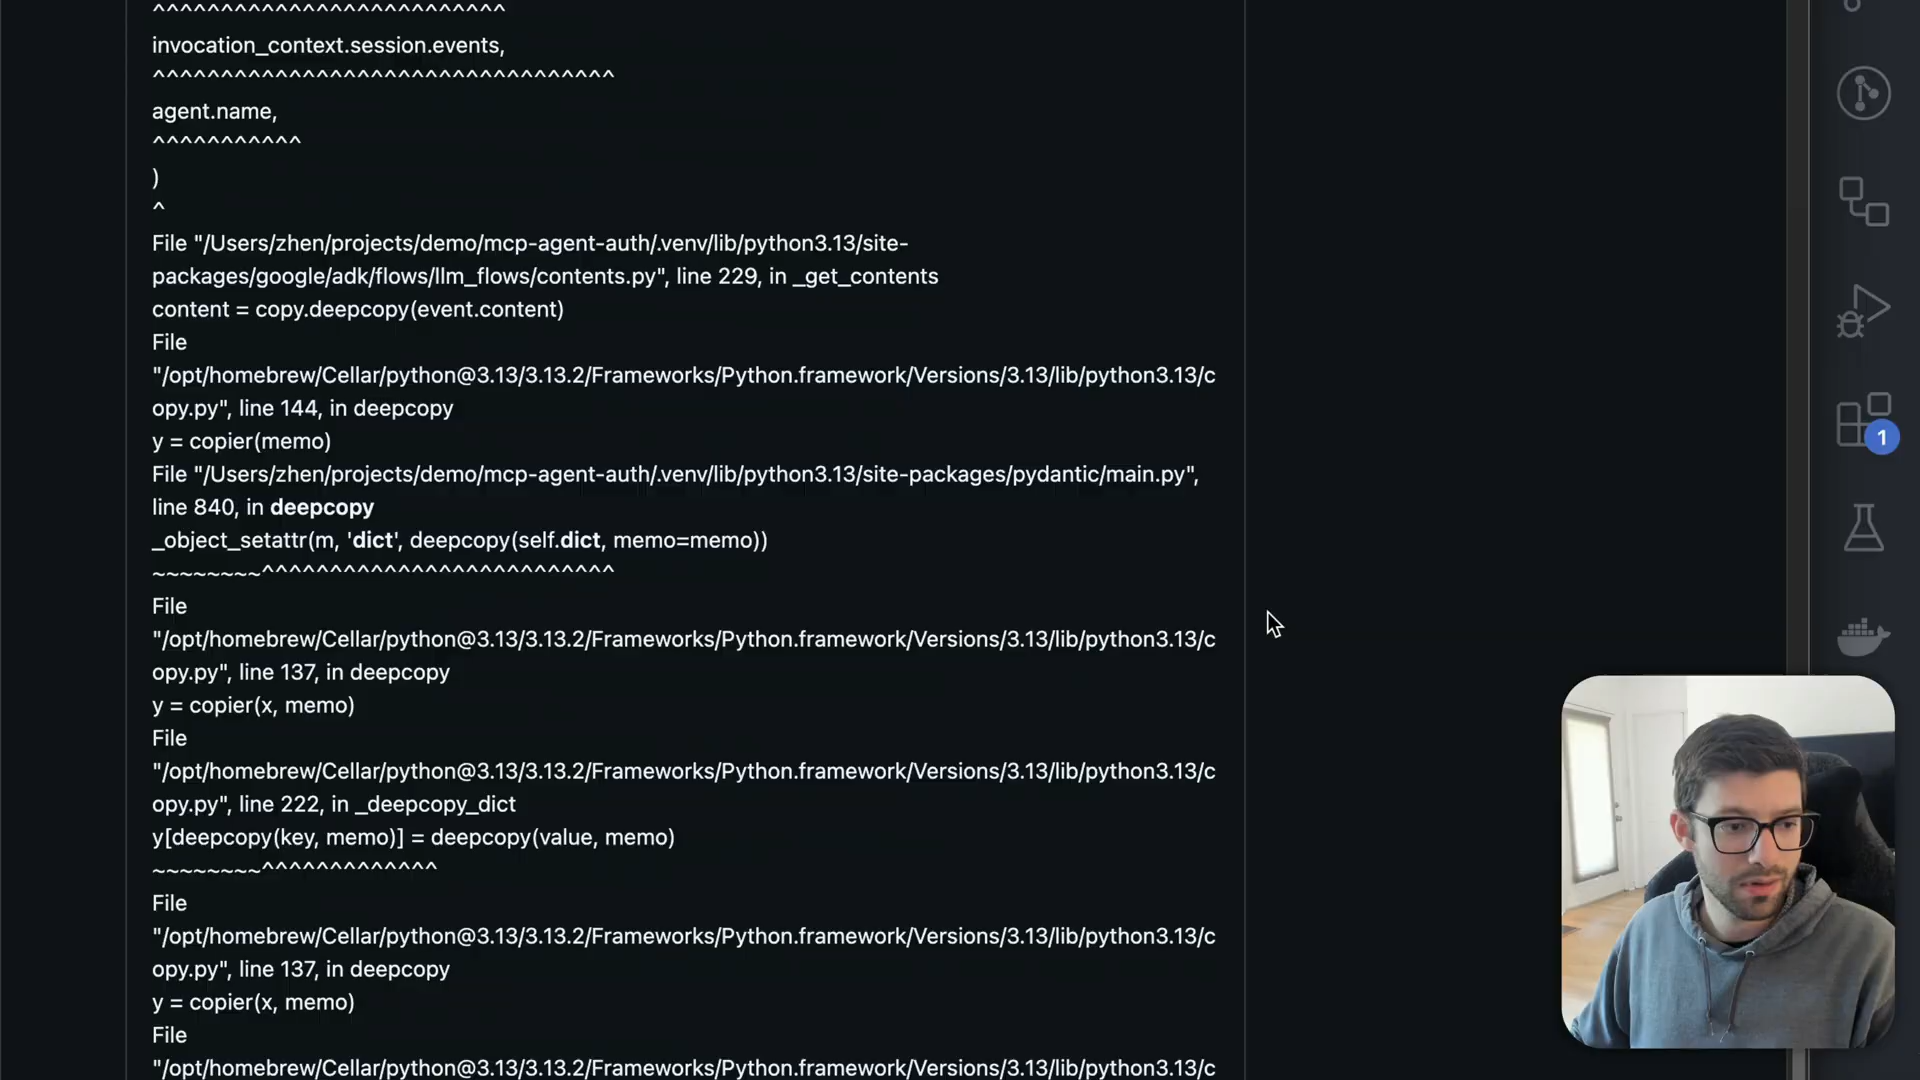 ^^^^^^^^^^^^^^^^^^^^^^^^^^
invocation_context.session.events,
^^^^^^^^^^^^^^^^^^^^^^^^^^^^^^^^^^
agent.name,
^^^^^^^^^^^
)
^
File "/Users/zhen/projects/demo/mcp-agent-auth/.venv/lib/python3.13/site-
packages/google/adk/flows/llm_flows/contents.py", line 229, in _get_contents
content = copy.deepcopy(event.content)
File
"/opt/homebrew/Cellar/python@3.13/3.13.2/Frameworks/Python.framework/Versions/3.13/lib/python3.13/c
opy.py", line 144, in deepcopy
y = copier(memo)
File "/Users/zhen/projects/demo/mcp-agent-auth/.venv/lib/python3.13/site-packages/pydantic/main.py",
line 840, in deepcopy
_object_setattr(m, 'dict', deepcopy(self.dict, memo=memo))
~~~~~~~~^^^^^^^^^^^^^^^^^^^^^^^^^^
File
"/opt/homebrew/Cellar/python@3.13/3.13.2/Frameworks/Python.framework/Versions/3.13/lib/python3.13/c
opy.py", line 137, in deepcopy
y = copier(x, memo)
File
"/opt/homebrew/Cellar/python@3.13/3.13.2/Frameworks/Python.framework/Versions/3.13/lib/python3.13/c
opy.py", line 222, in _deepcopy_dict
y[deepcopy(key, memo)] = deepcopy(value, memo)
~~~~~~~~^^^^^^^^^^^^^
File
"/opt/homebrew/Cellar/python@3.13/3.13.2/Frameworks/Python.framework/Versions/3.13/lib/python3.13/c
opy.py", line 137, in deepcopy
y = copier(x, memo)
File
"/opt/homebrew/Cellar/python@3.13/3.13.2/Frameworks/Python.framework/Versions/3.13/lib/python3.13/c
1